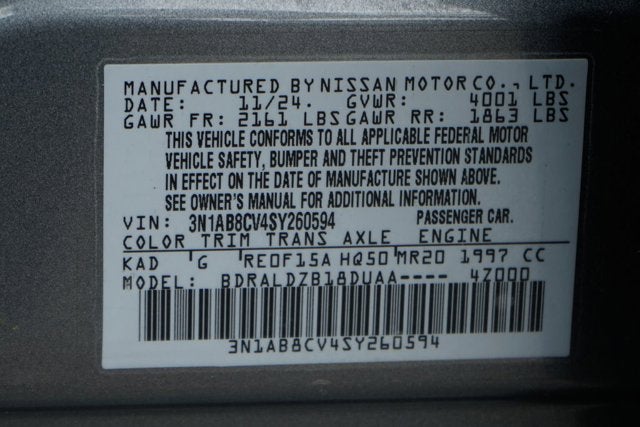 MANUFACTURED BY NISSAN MOTOR CO., LTD.
DATE: 11/24. GVWR: 4001 LBS
GAWR FR: 2161 LBS GAWR RR: 1863 LBS
THIS VEHICLE CONFORMS TO ALL APPLICABLE FEDERAL MOTOR
VEHICLE SAFETY, BUMPER AND THEFT PREVENTION STANDARDS
IN EFFECT ON THE DATE OF MANUFACTURE SHOWN ABOVE.
SEE OWNER'S MANUAL FOR ADDITIONAL INFORMATION.
VIN: 3N1AB8CV4SY260594 PASSENGER CAR.
COLOR TRIM TRANS AXLE ENGINE
KAD G RE0F15A HQ50 MR20 1997 CC
MODEL: BDRALDZB18DUAA---- 4Z000
3N1AB8CV4SY260594